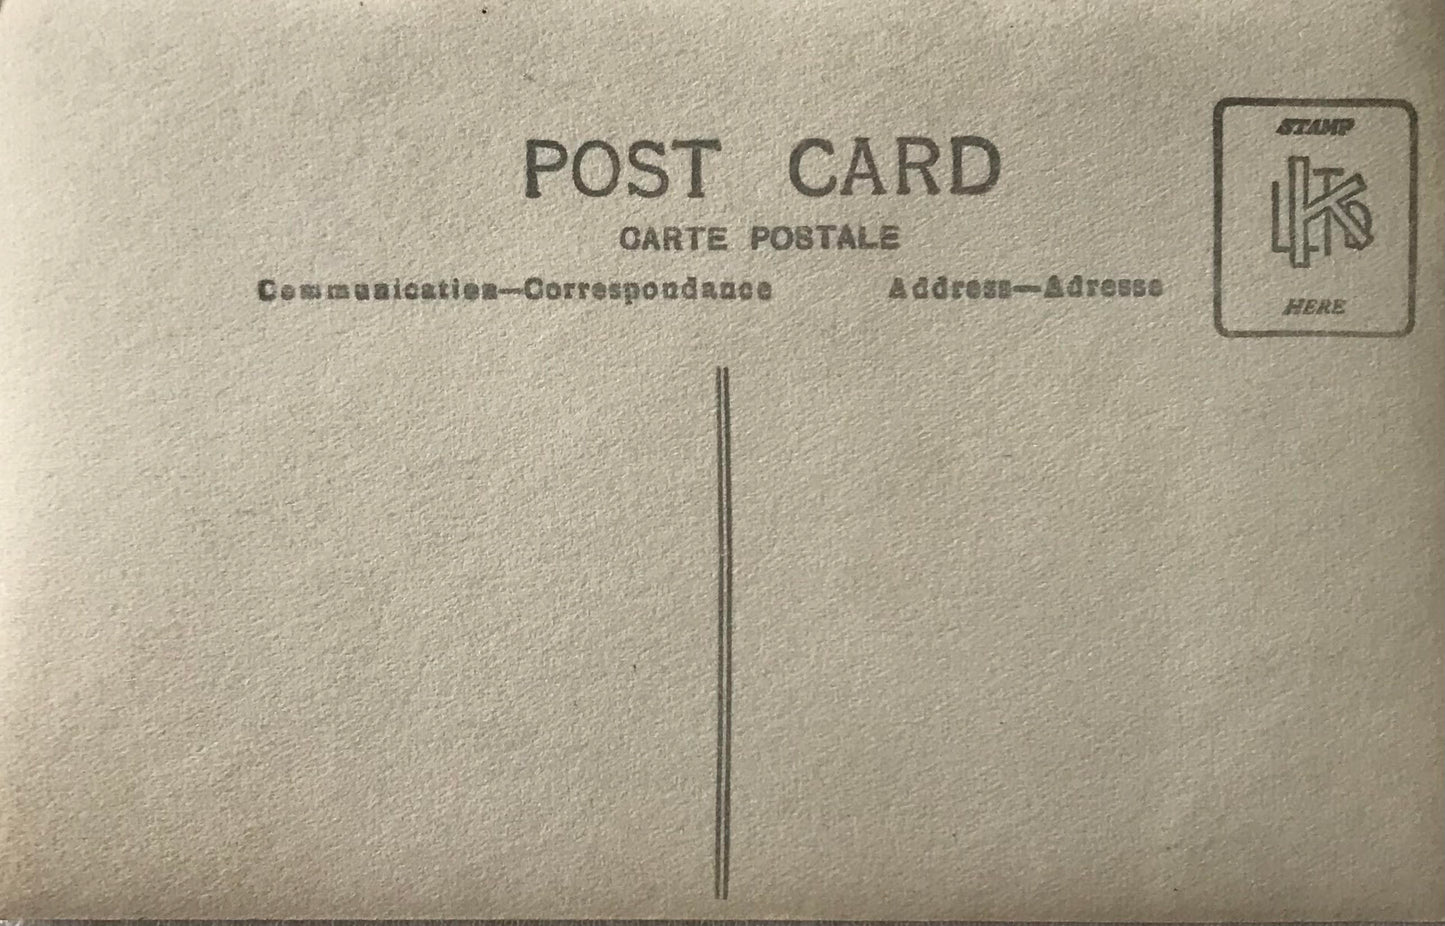 POST CARD
CARTE POSTALE
Communication—Correspondance
Address—Adresse
STAMP
HERE